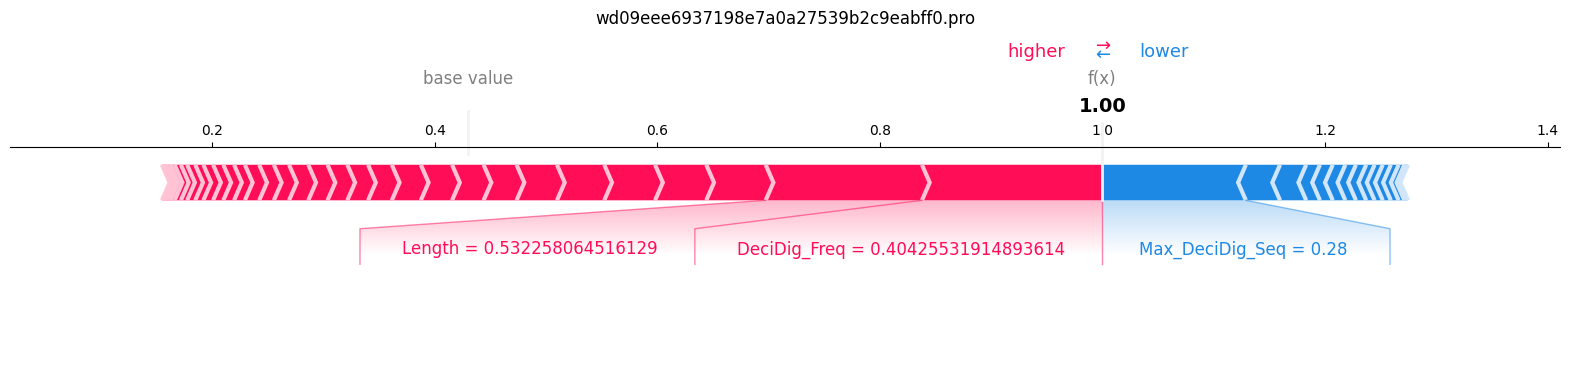 wd09eee6937198e7a0a27539b2c9eabff0.pro
higher → ← lower
base value f(x)
1.00
0.2 0.4 0.6 0.8 1.0 1.2 1.4
Length = 0.532258064516129 DeciDig_Freq = 0.40425531914893614 Max_DeciDig_Seq = 0.28